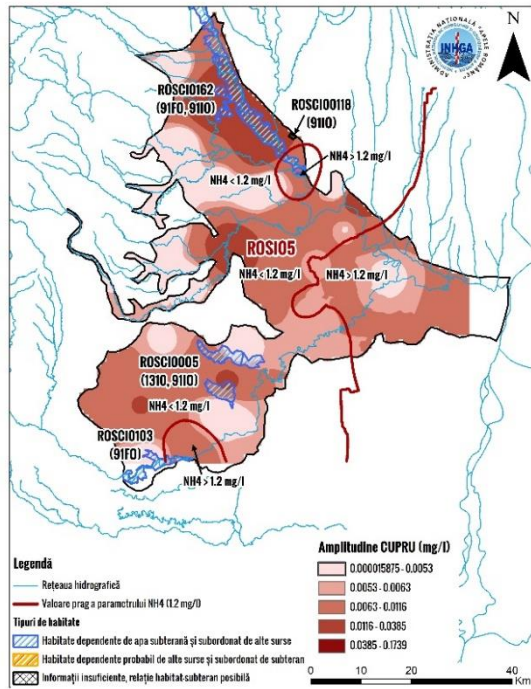 ADMINISTRAȚIA NAȚIONALĂ "APELE ROMÂNE"
INHGA
N
ROSCI0162
(91F0, 91I0)
ROSCI00118
(91I0)
NH4 > 1.2 mg/l
NH4 < 1.2 mg/l
ROSI05
NH4 < 1.2 mg/l
NH4 > 1.2 mg/l
ROSCI0005
(1310, 91I0)
NH4 < 1.2 mg/l
ROSCI0103
(91F0)
NH4 > 1.2 mg/l
Legendă
Rețeaua hidrografică
Valoare prag a parametrului NH4 (1.2 mg/l)
Tipuri de habitate
Habitate dependente de apa subterană și subordonat de alte surse
Habitate dependente probabil de alte surse și subordonat de subteran
Informații insuficiente, relație habitat-subteran posibilă
Amplitudine CUPRU (mg/l)
0.000015875 - 0.0053
0.0053 - 0.0063
0.0063 - 0.0116
0.0116 - 0.0385
0.0385 - 0.1739
0 10 20 40
Km